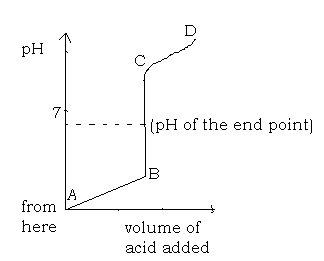 pH
D
C
7
(pH of the end point)
B
A
from
here
volume of
acid added